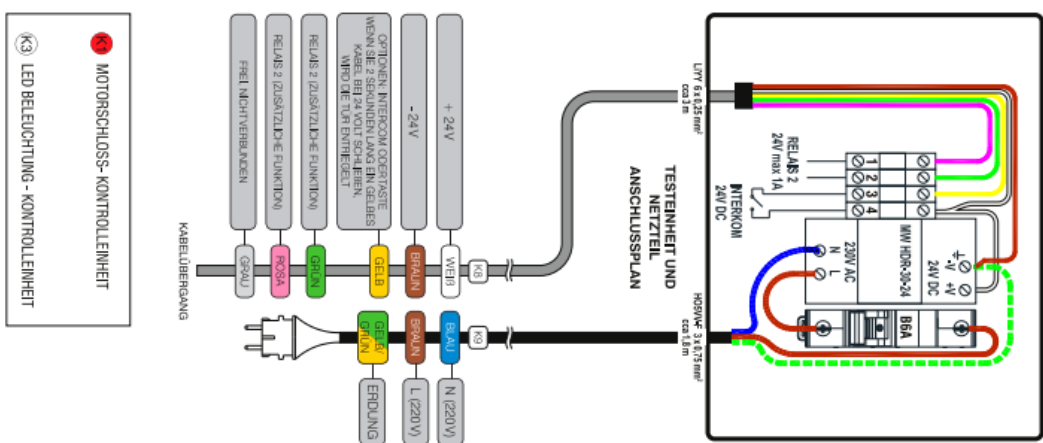 B6A
-V +V
24V DC
MW HDR-30-24
230V AC
N L
1
2
3
4
RELAIS 2
24V max 1A
INTERKOM
24V DC
LiYY 6 x 0,25 mm²
cca 3 m
TESTEINHEIT UND
NETZTEIL
ANSCHLUSSPLAN
H05VV-F 3 x 0,75 mm²
cca 1,8 m
K8
K9
+ 24V
WEIß
BLAU
N (220V)
- 24V
BRAUN
BRAUN
L (220V)
OPTIONEN: INTERCOM ODER TASTE
WENN SIE 2 SEKUNDEN LANG EIN GELBES
KABEL BEI 24 VOLT SCHLIEBEN,
WIRD DIE TÜR ENTRIEGELT
GELB
GELB/
GRÜN
ERDUNG
RELAIS 2 (ZUSÄTZLICHE FUNKTION)
GRÜN
RELAIS 2 (ZUSÄTZLICHE FUNKTION)
ROSA
FREI, NICHTVERBUNDEN
GRAU
KABELÜBERGANG
K1 MOTORSCHLOSS- KONTROLLEINHEIT
K3 LED BELEUCHTUNG - KONTROLLEINHEIT